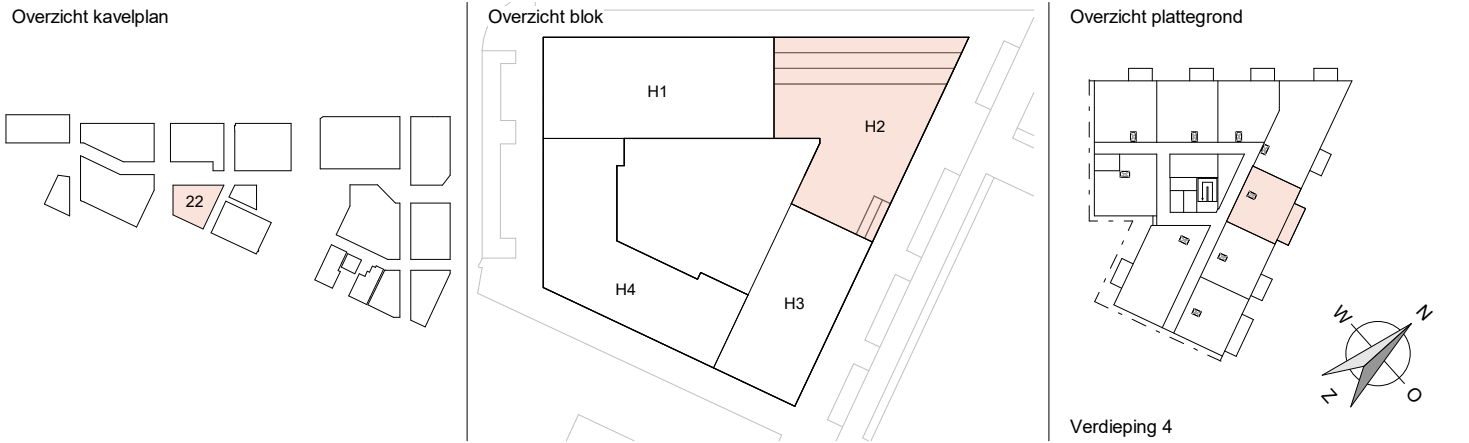 Overzicht kavelplan
22
Overzicht blok
H1
H2
H4
H3
Overzicht plattegrond
W
N
Z
O
Verdieping 4